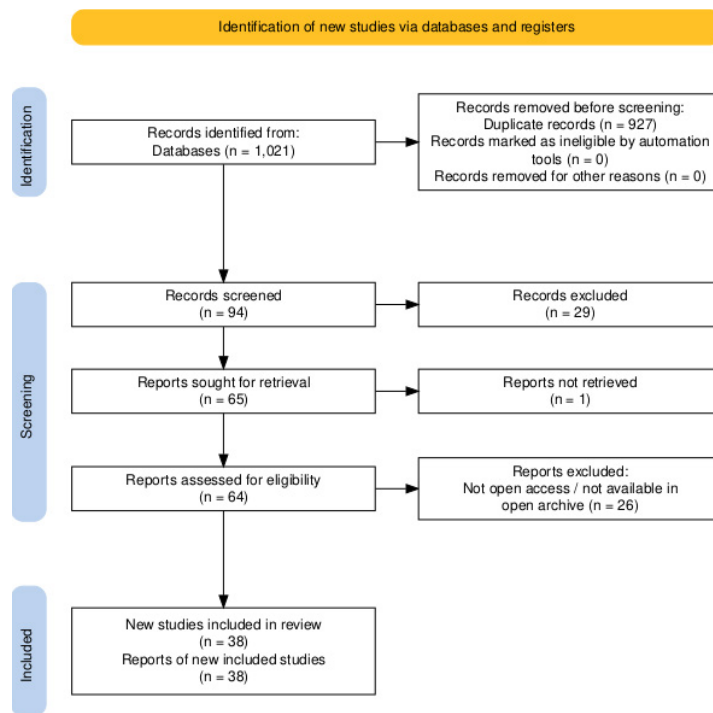 Identification of new studies via databases and registers
Identification
Records identified from:
Databases (n = 1,021)
Records removed before screening:
Duplicate records (n = 927)
Records marked as ineligible by automation
tools (n = 0)
Records removed for other reasons (n = 0)
Screening
Records screened
(n = 94)
Records excluded
(n = 29)
Reports sought for retrieval
(n = 65)
Reports not retrieved
(n = 1)
Reports assessed for eligibility
(n = 64)
Reports excluded:
Not open access / not available in
open archive (n = 26)
Included
New studies included in review
(n = 38)
Reports of new included studies
(n = 38)